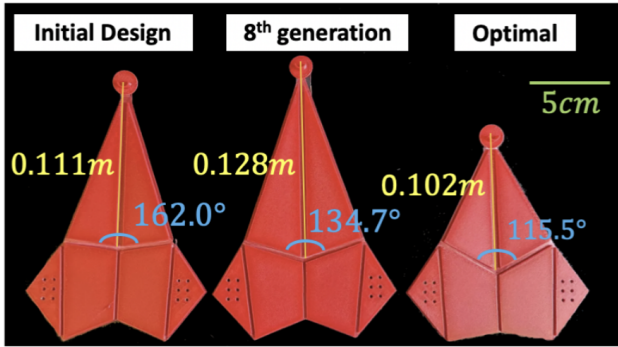 Initial Design
8th generation
Optimal
5cm
0.111m
0.128m
0.102m
162.0°
134.7°
115.5°